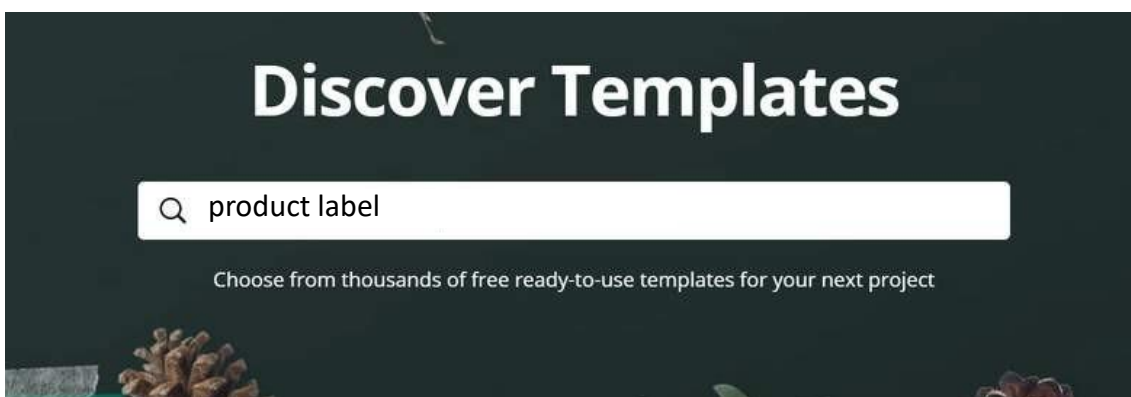 Discover Templates
product label
Choose from thousands of free ready-to-use templates for your next project